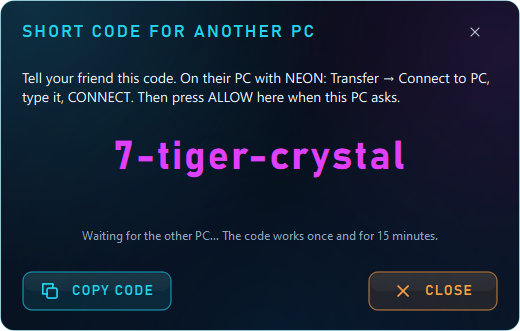 SHORT CODE FOR ANOTHER PC
Tell your friend this code. On their PC with NEON: Transfer → Connect to PC,
type it, CONNECT. Then press ALLOW here when this PC asks.
7-tiger-crystal
Waiting for the other PC... The code works once and for 15 minutes.
COPY CODE
CLOSE